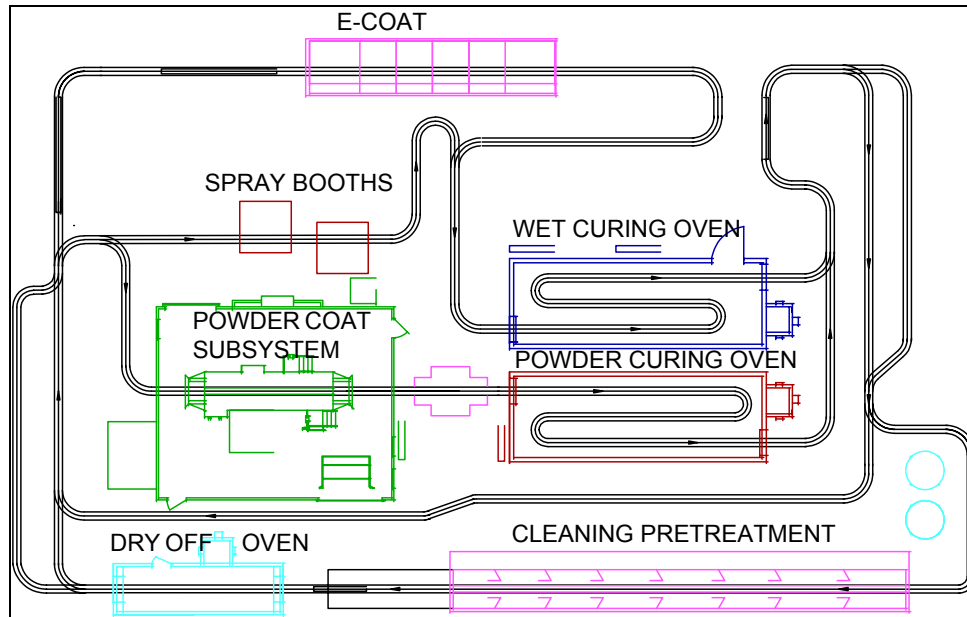 E-COAT
SPRAY BOOTHS
WET CURING OVEN
POWDER COAT
SUBSYSTEM
POWDER CURING OVEN
CLEANING PRETREATMENT
DRY OFF OVEN